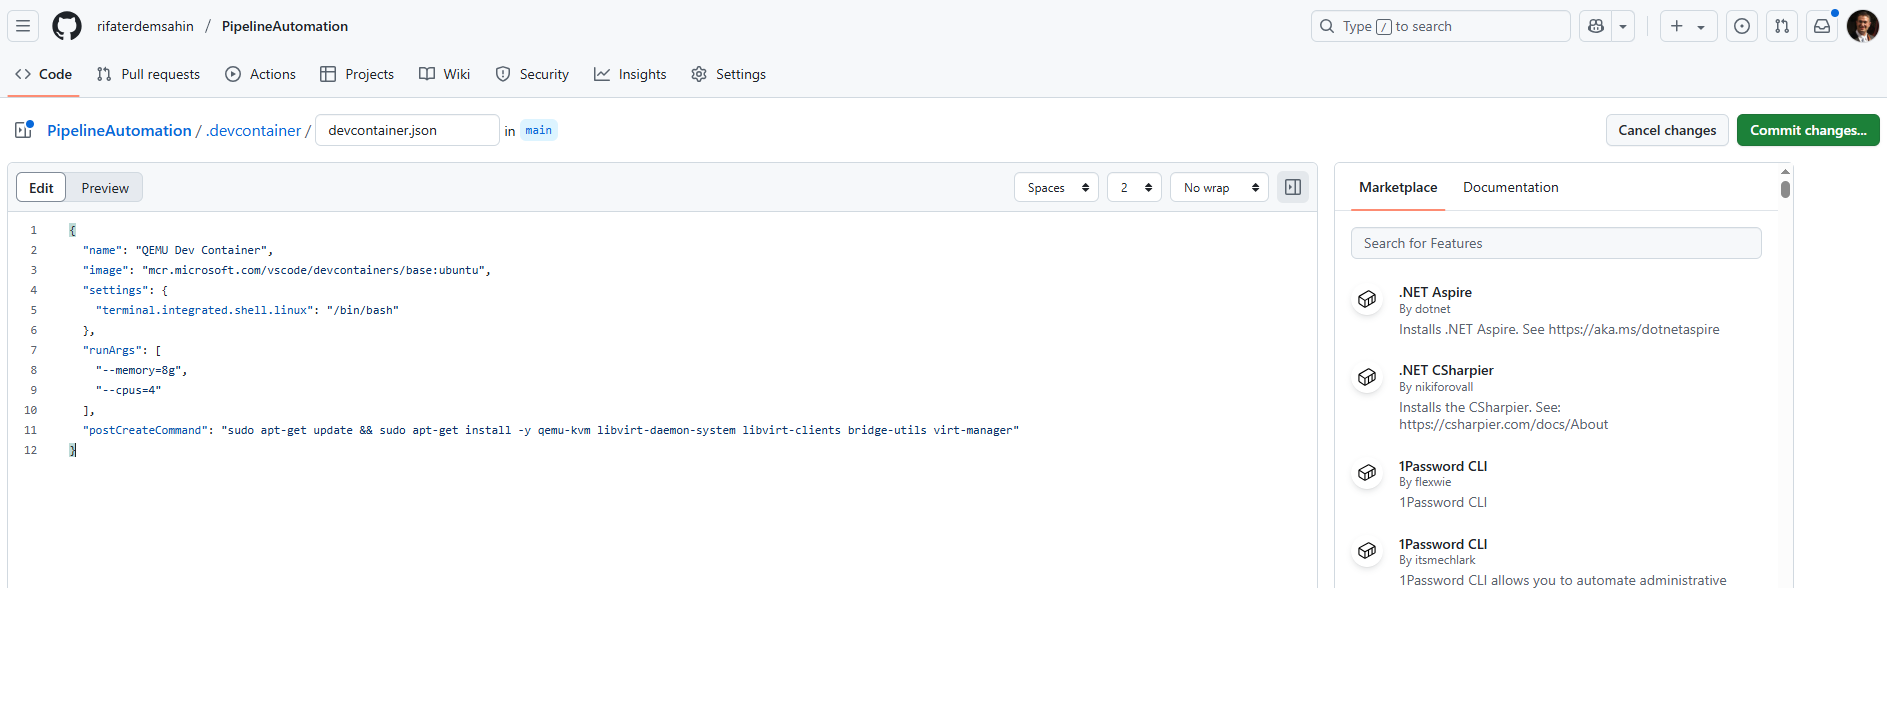 rifaterdemsahin / PipelineAutomation
Type / to search
Code
Pull requests
Actions
Projects
Wiki
Security
Insights
Settings
PipelineAutomation / .devcontainer / devcontainer.json in main
Cancel changes
Commit changes...
Edit
Preview
Spaces
2
No wrap
1 {
2 "name": "QEMU Dev Container",
3 "image": "mcr.microsoft.com/vscode/devcontainers/base:ubuntu",
4 "settings": {
5 "terminal.integrated.shell.linux": "/bin/bash"
6 },
7 "runArgs": [
8 "--memory=8g",
9 "--cpus=4"
10 ],
11 "postCreateCommand": "sudo apt-get update && sudo apt-get install -y qemu-kvm libvirt-daemon-system libvirt-clients bridge-utils virt-manager"
12 }
Marketplace
Documentation
Search for Features
.NET Aspire
By dotnet
Installs .NET Aspire. See https://aka.ms/dotnetaspire
.NET CSharpier
By nikiforovall
Installs the CSharpier. See:
https://csharpier.com/docs/About
1Password CLI
By flexwie
1Password CLI
1Password CLI
By itsmechlark
1Password CLI allows you to automate administrative